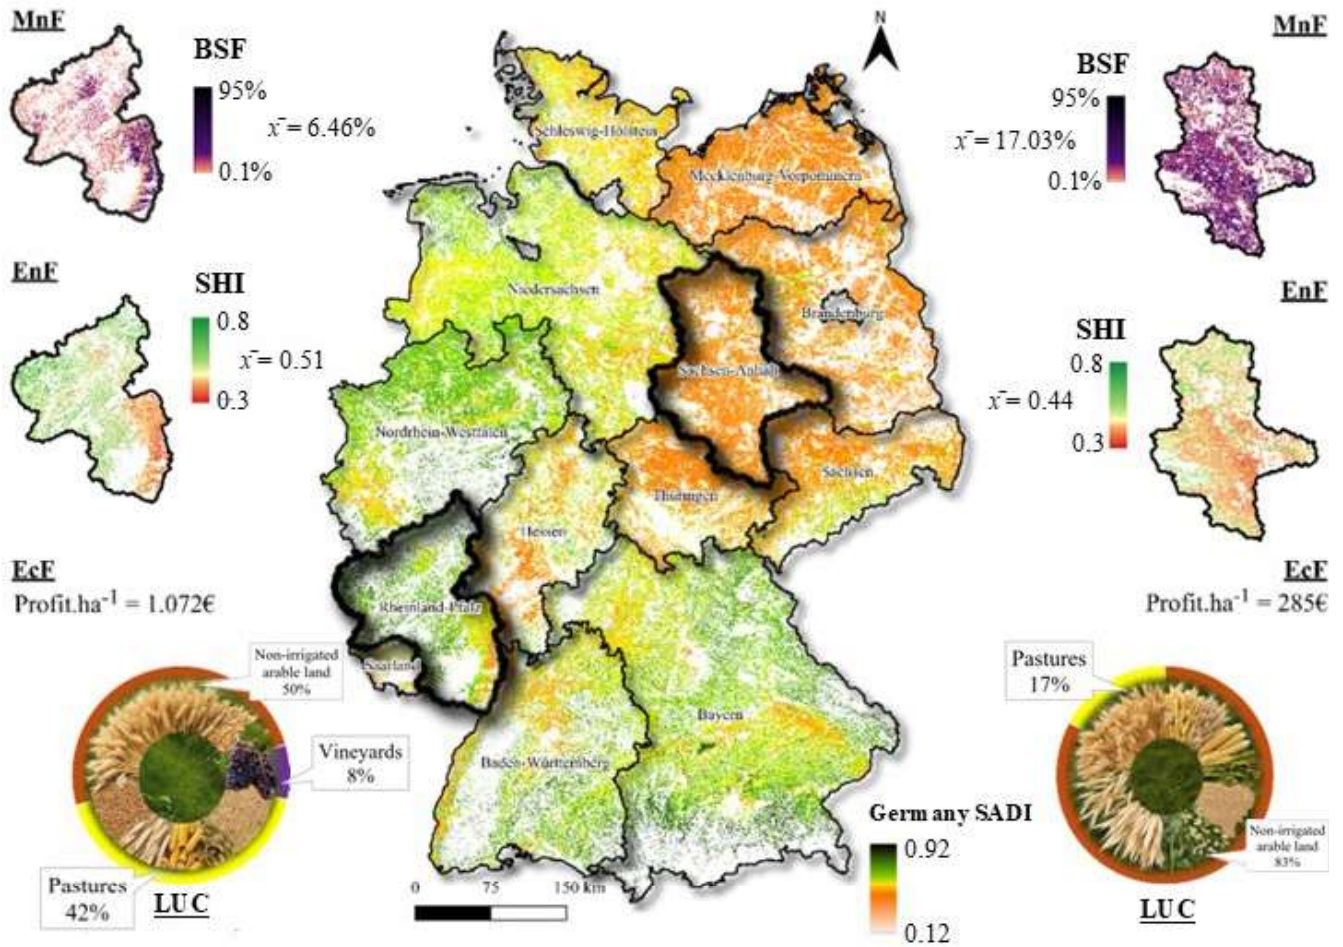 MnF
BSF
95%
x̄ = 6.46%
0.1%
EnF
SHI
0.8
x̄ = 0.51
0.3
EcF
Profit.ha⁻¹ = 1.072€
Non-irrigated
arable land
50%
Vineyards
8%
Pastures
42%
LUC
N
Schleswig-Holstein
Mecklenburg-Vorpommern
Niedersachsen
Brandenburg
Sachsen-Anhalt
Nordrhein-Westfalen
Sachsen
Thüringen
Hessen
Rheinland-Pfalz
Saarland
Bayern
Baden-Württemberg
0 75 150 km
Germany SADI
0.92
0.12
MnF
BSF
95%
x̄ = 17.03%
0.1%
EnF
SHI
0.8
x̄ = 0.44
0.3
EcF
Profit.ha⁻¹ = 285€
Pastures
17%
Non-irrigated
arable land
83%
LUC